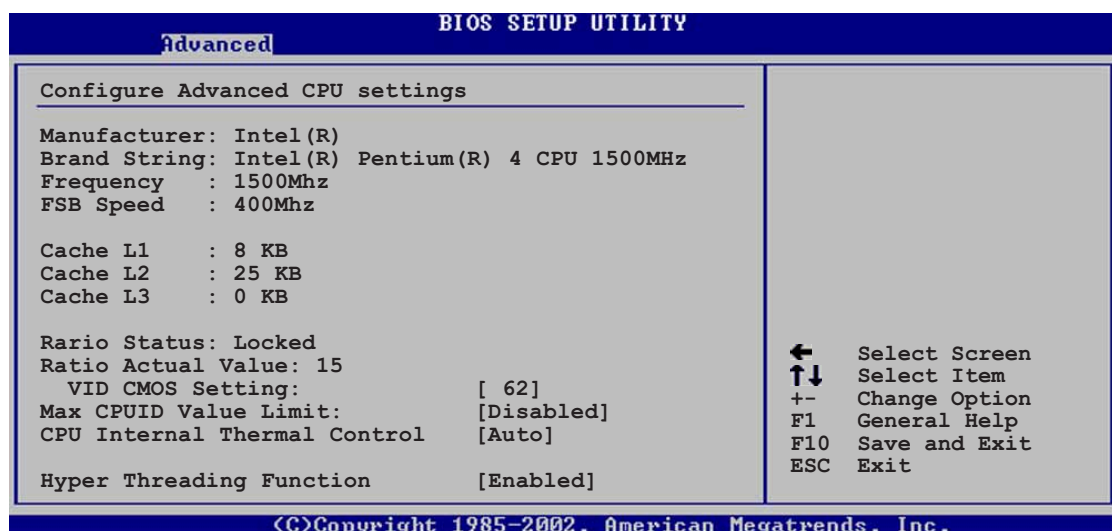 BIOS SETUP UTILITY
Advanced
Configure Advanced CPU settings
Manufacturer: Intel(R)
Brand String: Intel(R) Pentium(R) 4 CPU 1500MHz
Frequency : 1500Mhz
FSB Speed : 400Mhz
Cache L1 : 8 KB
Cache L2 : 25 KB
Cache L3 : 0 KB
Rario Status: Locked
Ratio Actual Value: 15
VID CMOS Setting: [ 62]
Max CPUID Value Limit: [Disabled]
CPU Internal Thermal Control [Auto]
Hyper Threading Function [Enabled]
← Select Screen
↑↓ Select Item
+- Change Option
F1 General Help
F10 Save and Exit
ESC Exit
(C)Copyright 1985-2002, American Megatrends, Inc.